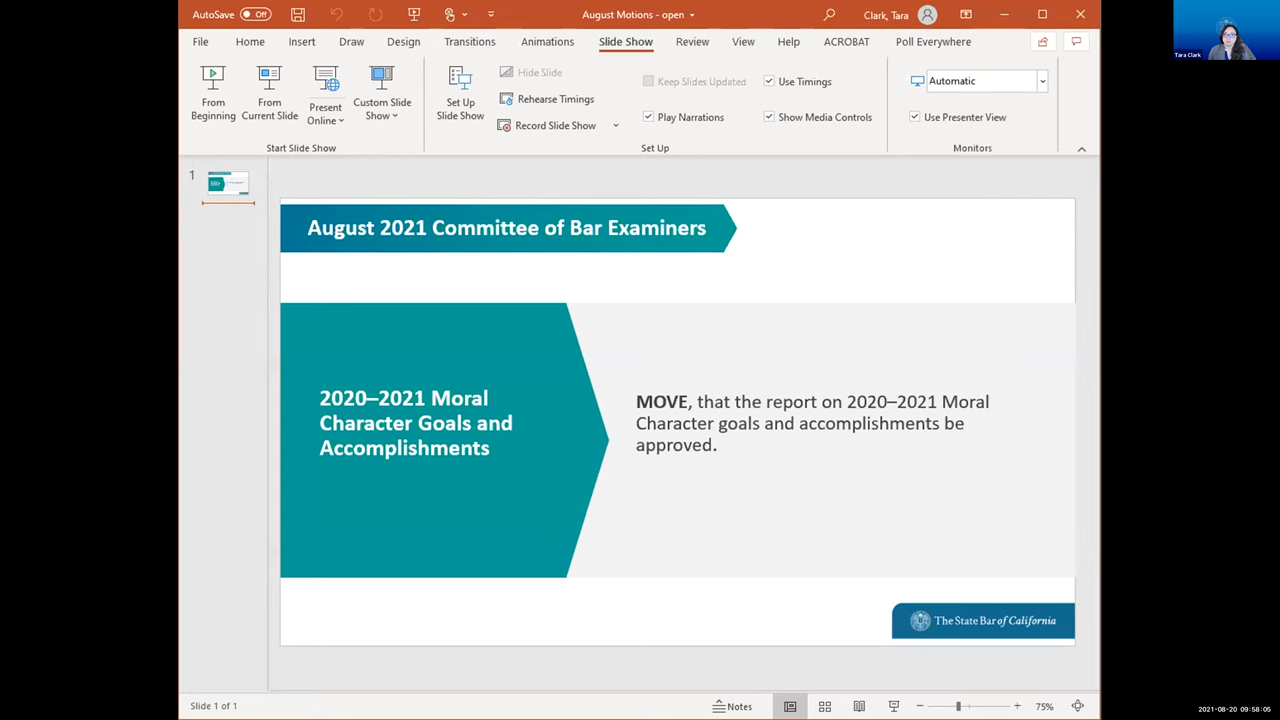 AutoSave Off
August Motions - open
Clark, Tara
Tara Clark
File Home Insert Draw Design Transitions Animations Slide Show Review View Help ACROBAT Poll Everywhere
From Beginning
From Current Slide
Present Online
Custom Slide Show
Start Slide Show
Set Up Slide Show
Hide Slide
Rehearse Timings
Record Slide Show
Keep Slides Updated
Play Narrations
Use Timings
Show Media Controls
Set Up
Automatic
Use Presenter View
Monitors
1
August 2021 Committee of Bar Examiners
2020–2021 Moral
Character Goals and
Accomplishments
MOVE, that the report on 2020–2021 Moral
Character goals and accomplishments be
approved.
The State Bar of California
Slide 1 of 1
Notes
75%
2021-08-20 09:58:05